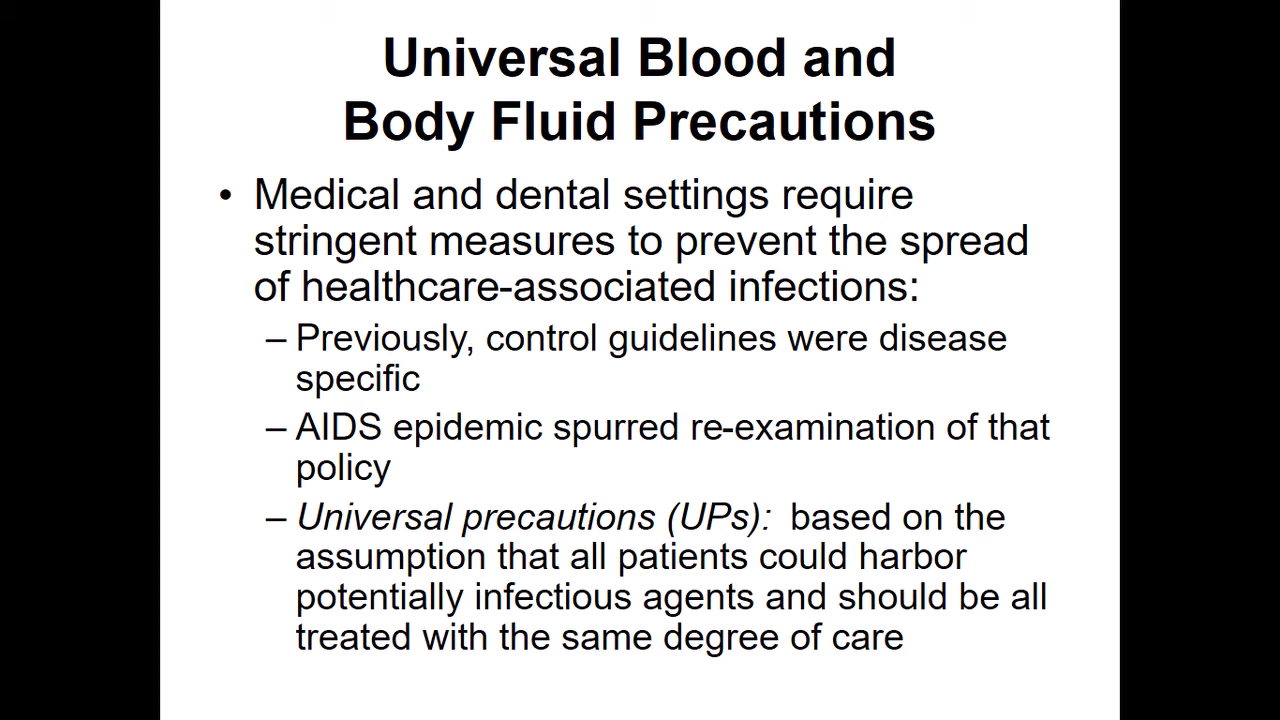 Universal Blood and
Body Fluid Precautions
• Medical and dental settings require
stringent measures to prevent the spread
of healthcare-associated infections:
– Previously, control guidelines were disease
specific
– AIDS epidemic spurred re-examination of that
policy
– Universal precautions (UPs):  based on the
assumption that all patients could harbor
potentially infectious agents and should be all
treated with the same degree of care